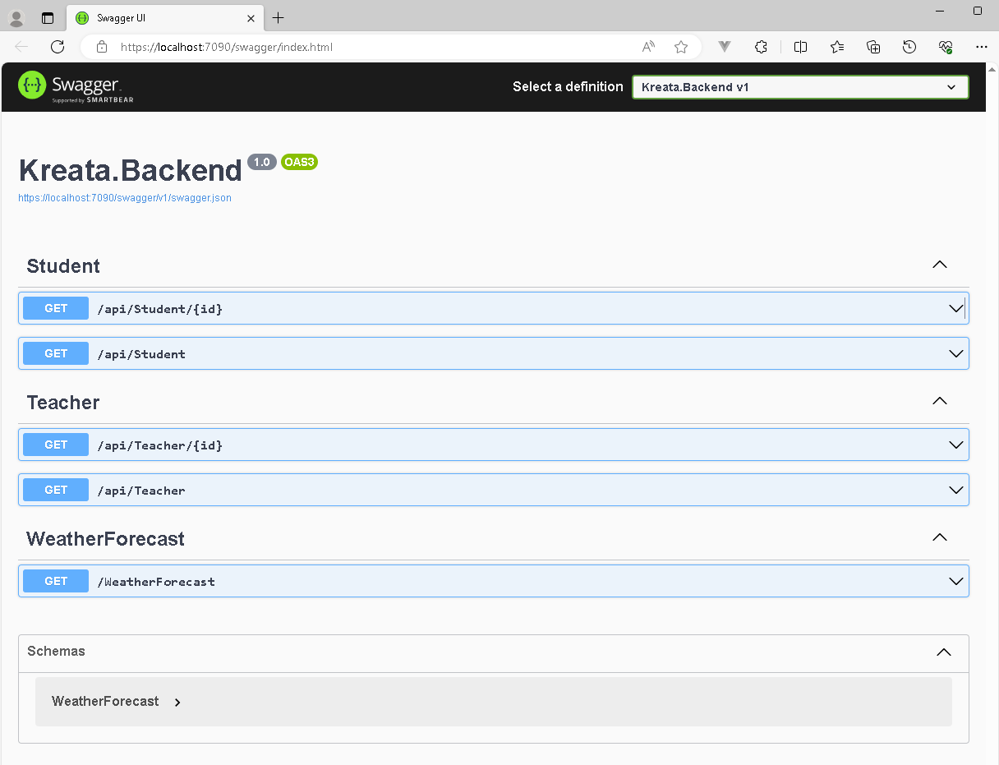 Swagger UI
https://localhost:7090/swagger/index.html
Swagger.
Supported by SMARTBEAR
Select a definition
Kreata.Backend v1
Kreata.Backend 1.0 OAS3
https://localhost:7090/swagger/v1/swagger.json
Student
GET /api/Student/{id}
GET /api/Student
Teacher
GET /api/Teacher/{id}
GET /api/Teacher
WeatherForecast
GET /WeatherForecast
Schemas
WeatherForecast